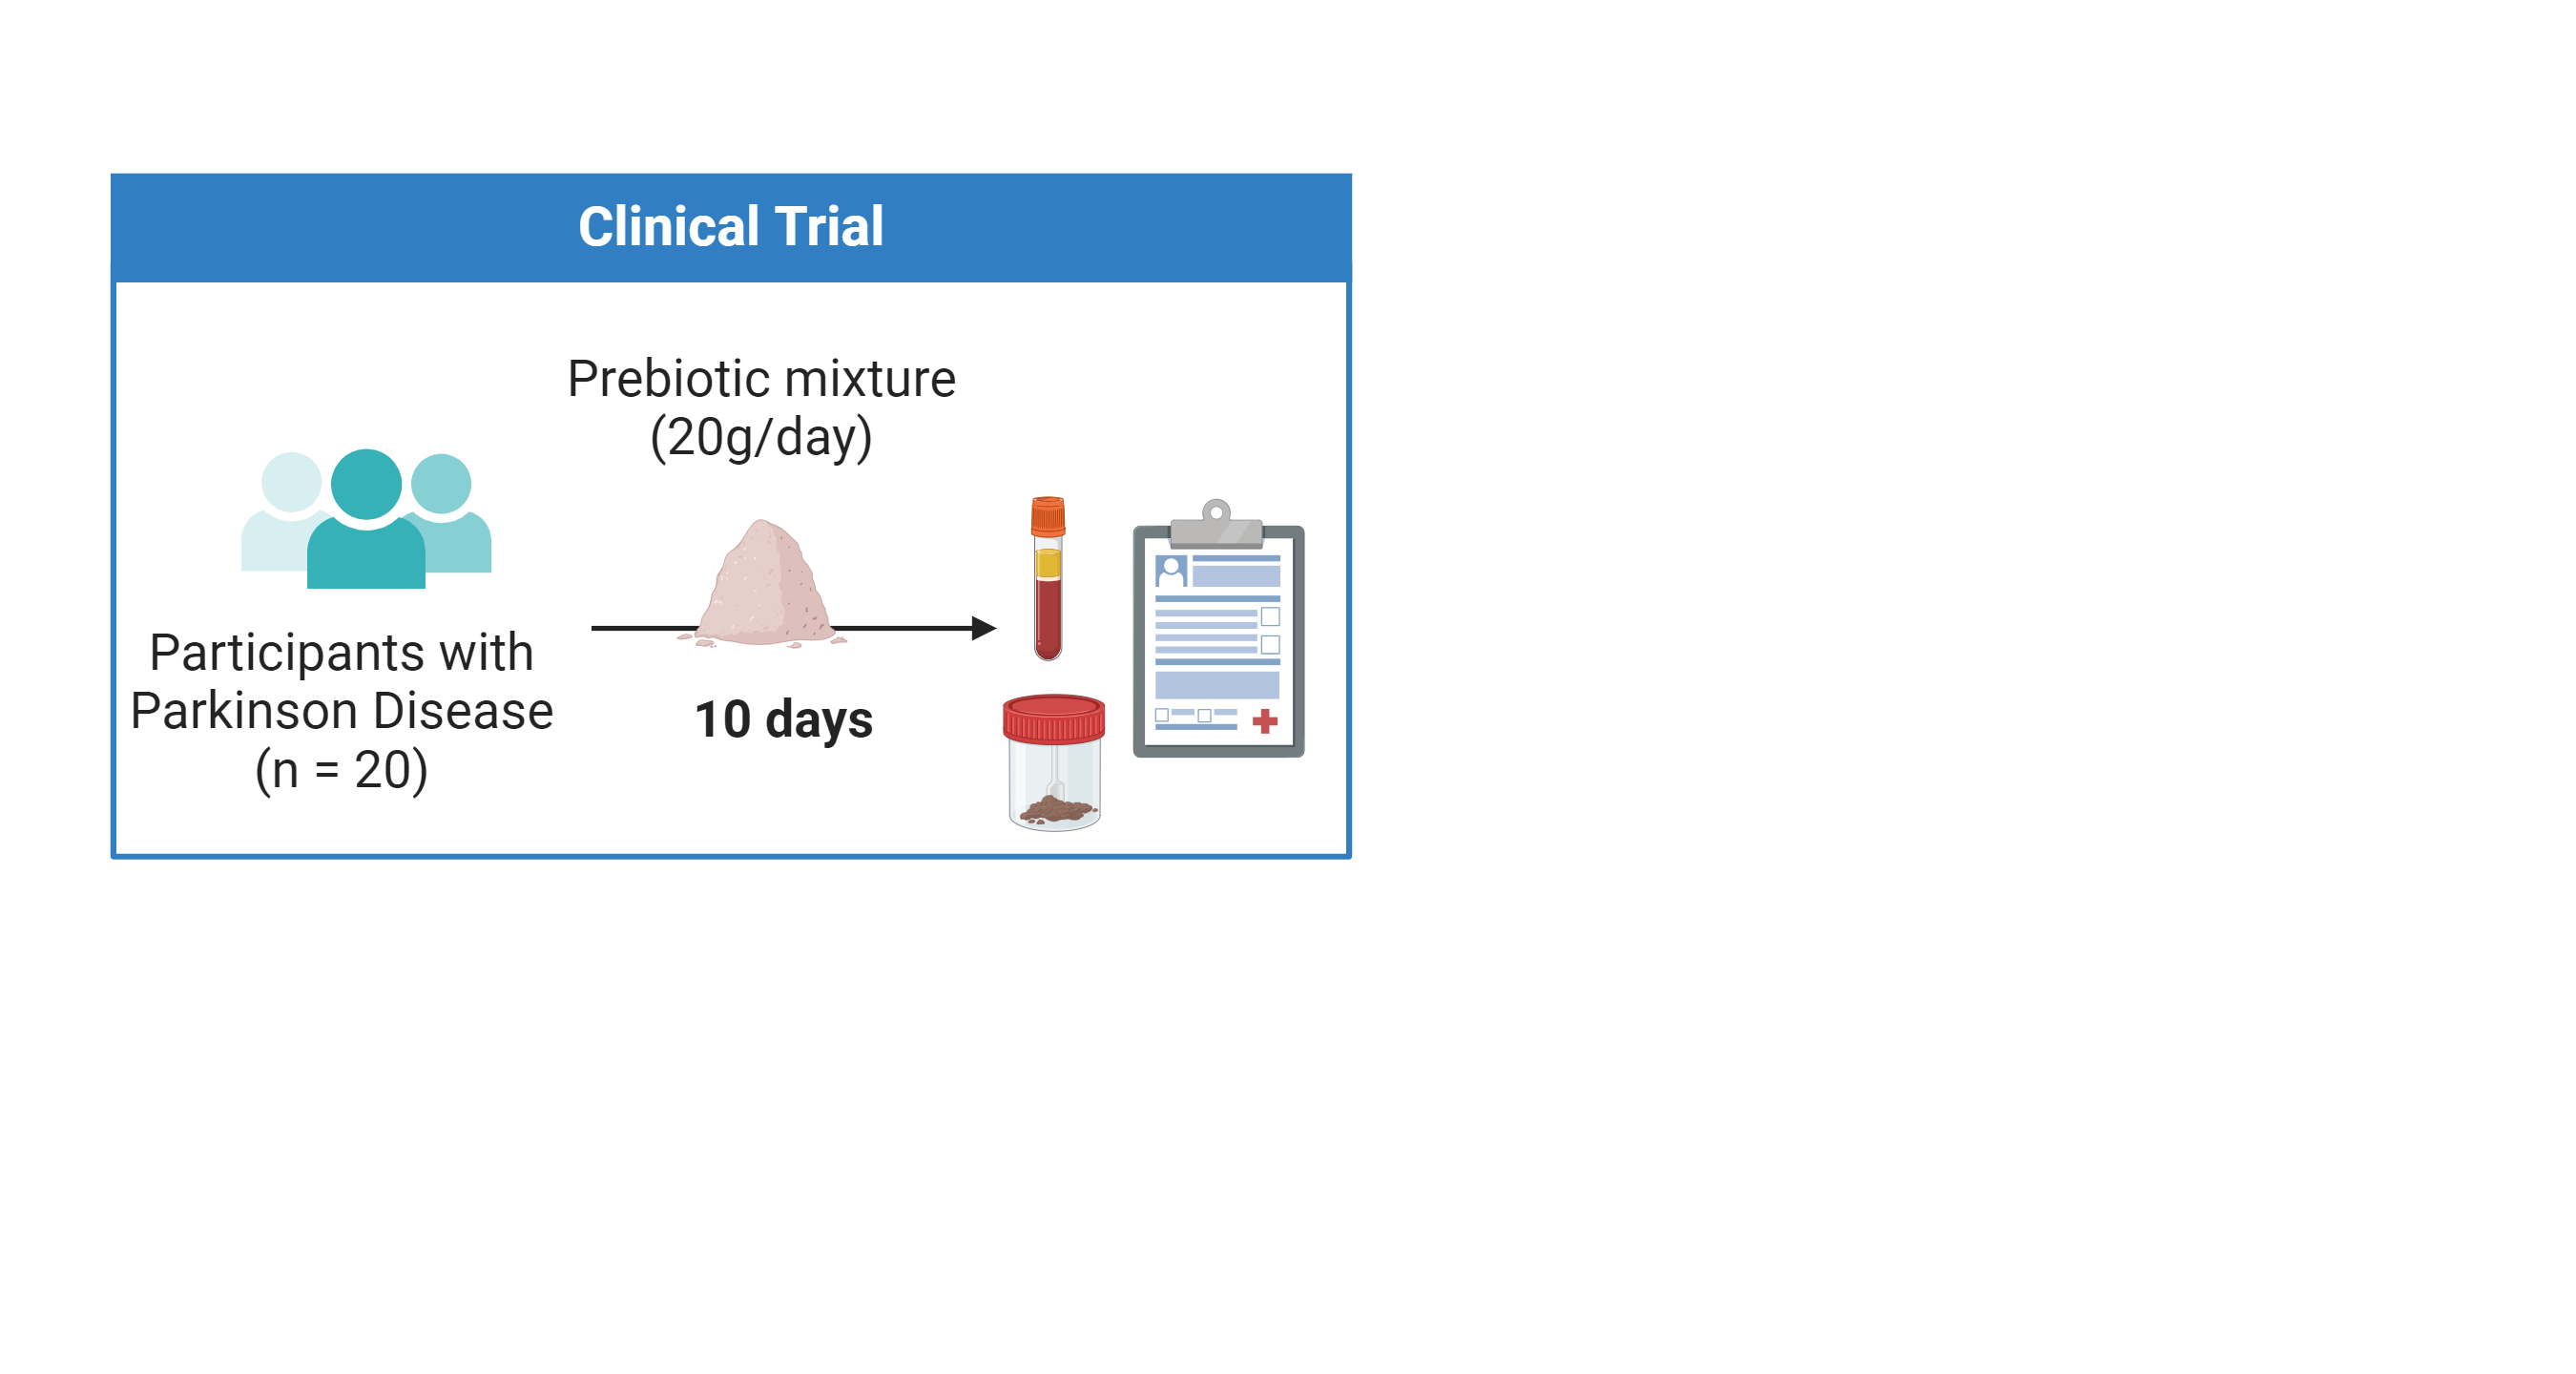 Clinical Trial
Prebiotic mixture
(20g/day)
Participants with
Parkinson Disease
(n = 20)
10 days